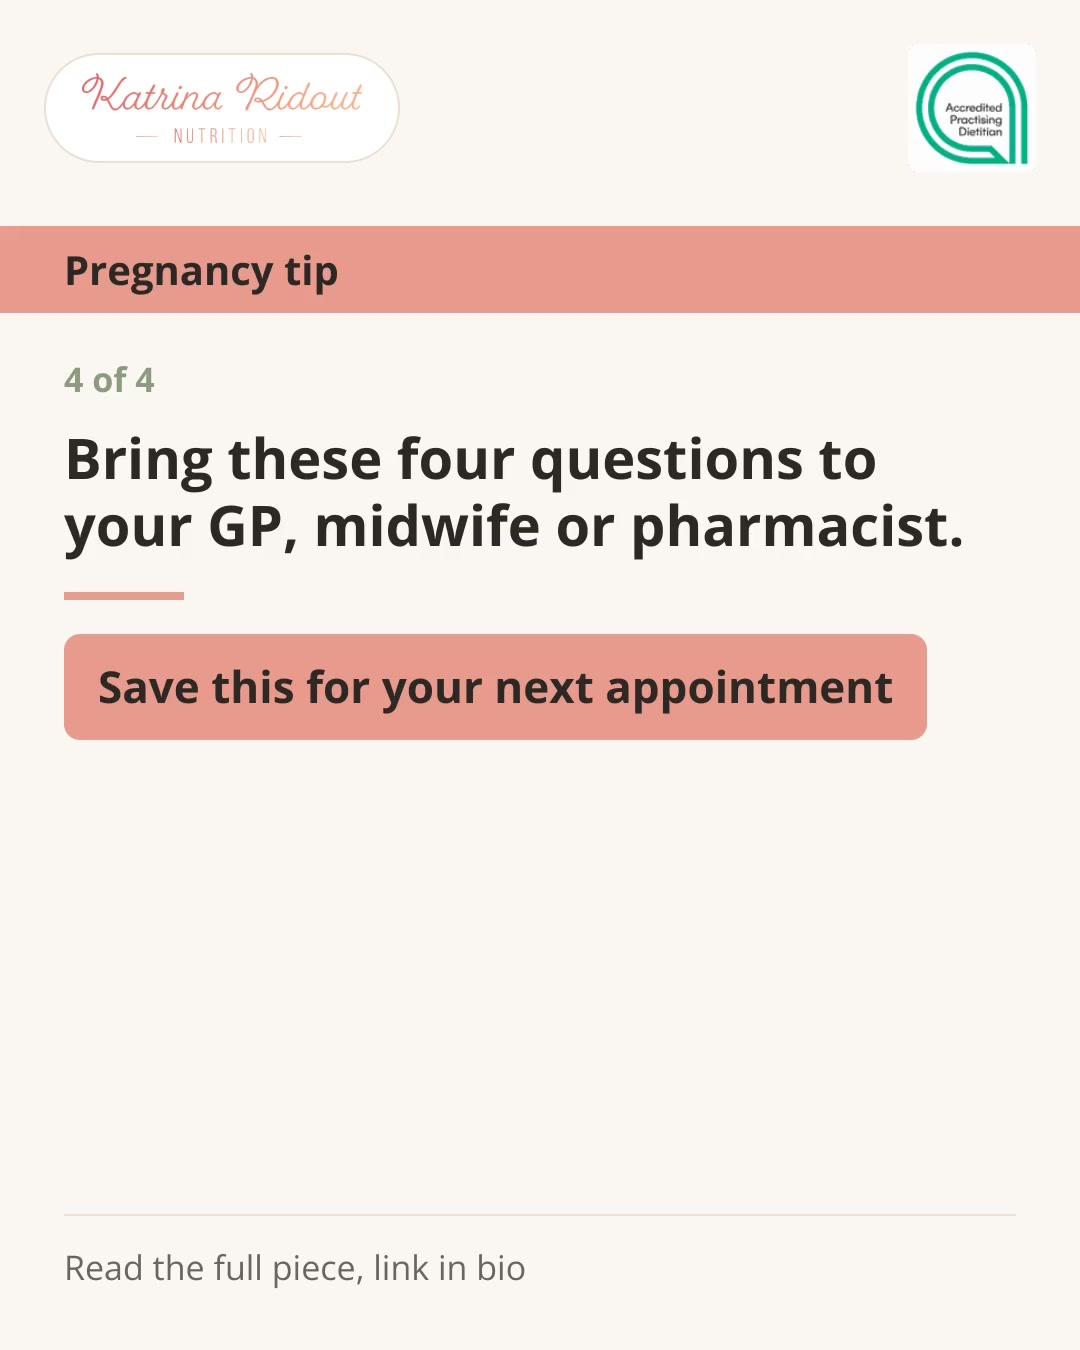 Katrina Ridout
NUTRITION
Accredited
Practising
Dietitian
Pregnancy tip
4 of 4
Bring these four questions to
your GP, midwife or pharmacist.
Save this for your next appointment
Read the full piece, link in bio